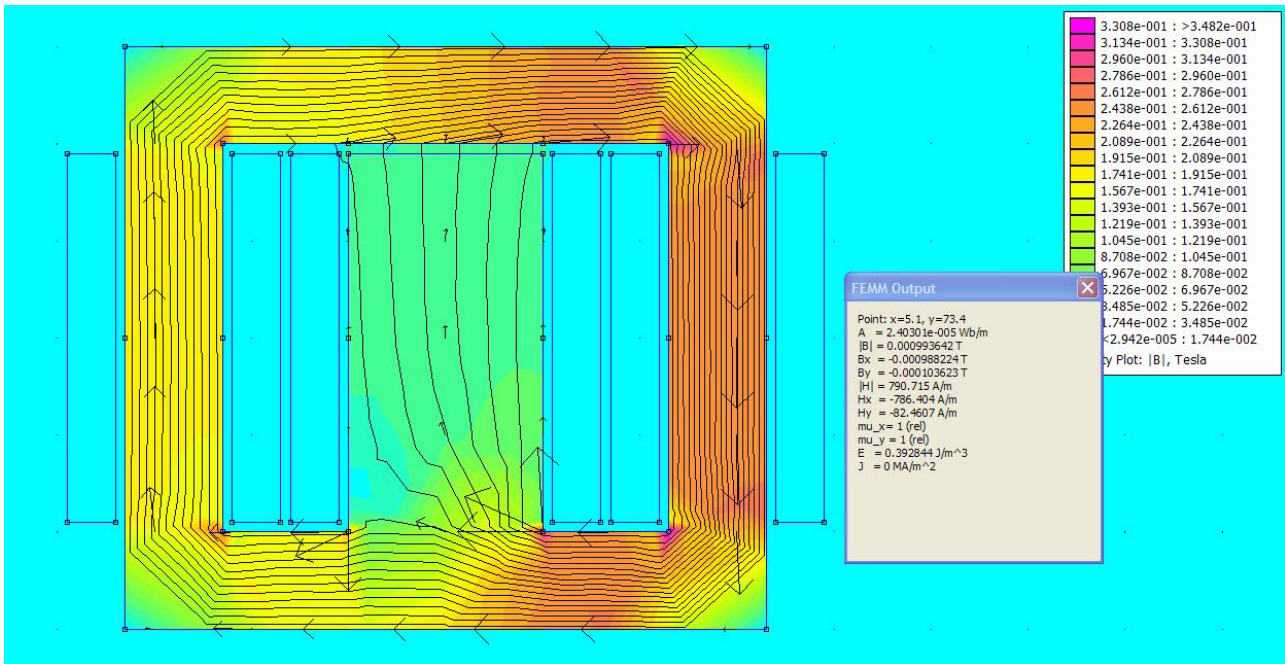 3.308e-001 : >3.482e-001
3.134e-001 : 3.308e-001
2.960e-001 : 3.134e-001
2.786e-001 : 2.960e-001
2.612e-001 : 2.786e-001
2.438e-001 : 2.612e-001
2.264e-001 : 2.438e-001
2.089e-001 : 2.264e-001
1.915e-001 : 2.089e-001
1.741e-001 : 1.915e-001
1.567e-001 : 1.741e-001
1.393e-001 : 1.567e-001
1.219e-001 : 1.393e-001
1.045e-001 : 1.219e-001
8.708e-002 : 1.045e-001
6.967e-002 : 8.708e-002
5.226e-002 : 6.967e-002
3.485e-002 : 5.226e-002
1.744e-002 : 3.485e-002
<2.942e-005 : 1.744e-002
ty Plot: |B|, Tesla
FEMM Output
Point: x=5.1, y=73.4
A = 2.40301e-005 Wb/m
|B| = 0.000993642 T
Bx = -0.000988224 T
By = -0.000103623 T
|H| = 790.715 A/m
Hx = -786.404 A/m
Hy = -82.4607 A/m
mu_x= 1 (rel)
mu_y = 1 (rel)
E = 0.392844 J/m^3
J = 0 MA/m^2